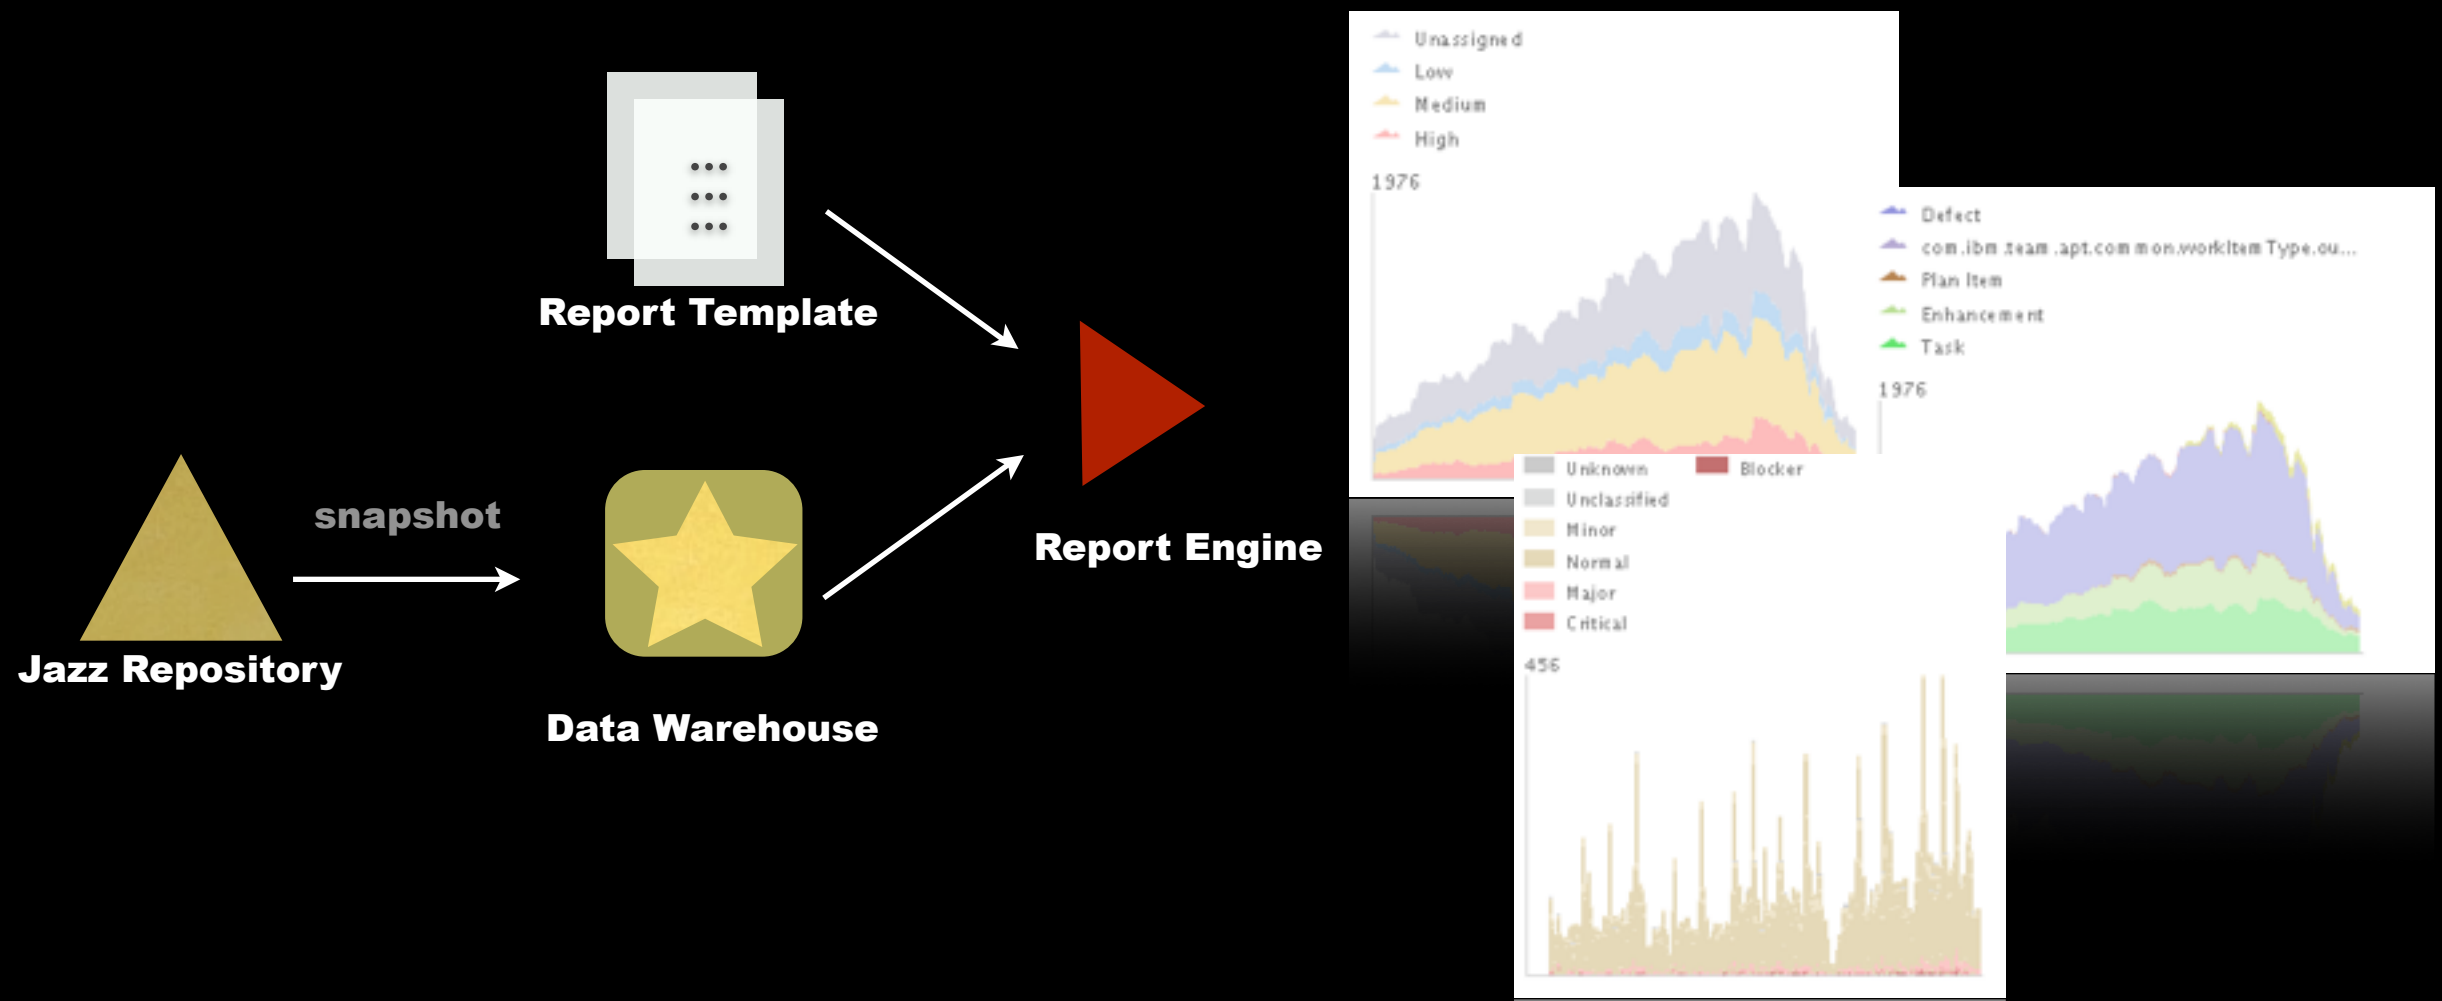 Report Template
snapshot
Jazz Repository
Data Warehouse
Report Engine
Unassigned
Low
Medium
High
1976
Defect
com.ibm.team.apt.common.workItemType.ou...
Plan Item
Enhancement
Task
1976
Unknown
Blocker
Unclassified
Minor
Normal
Major
Critical
456